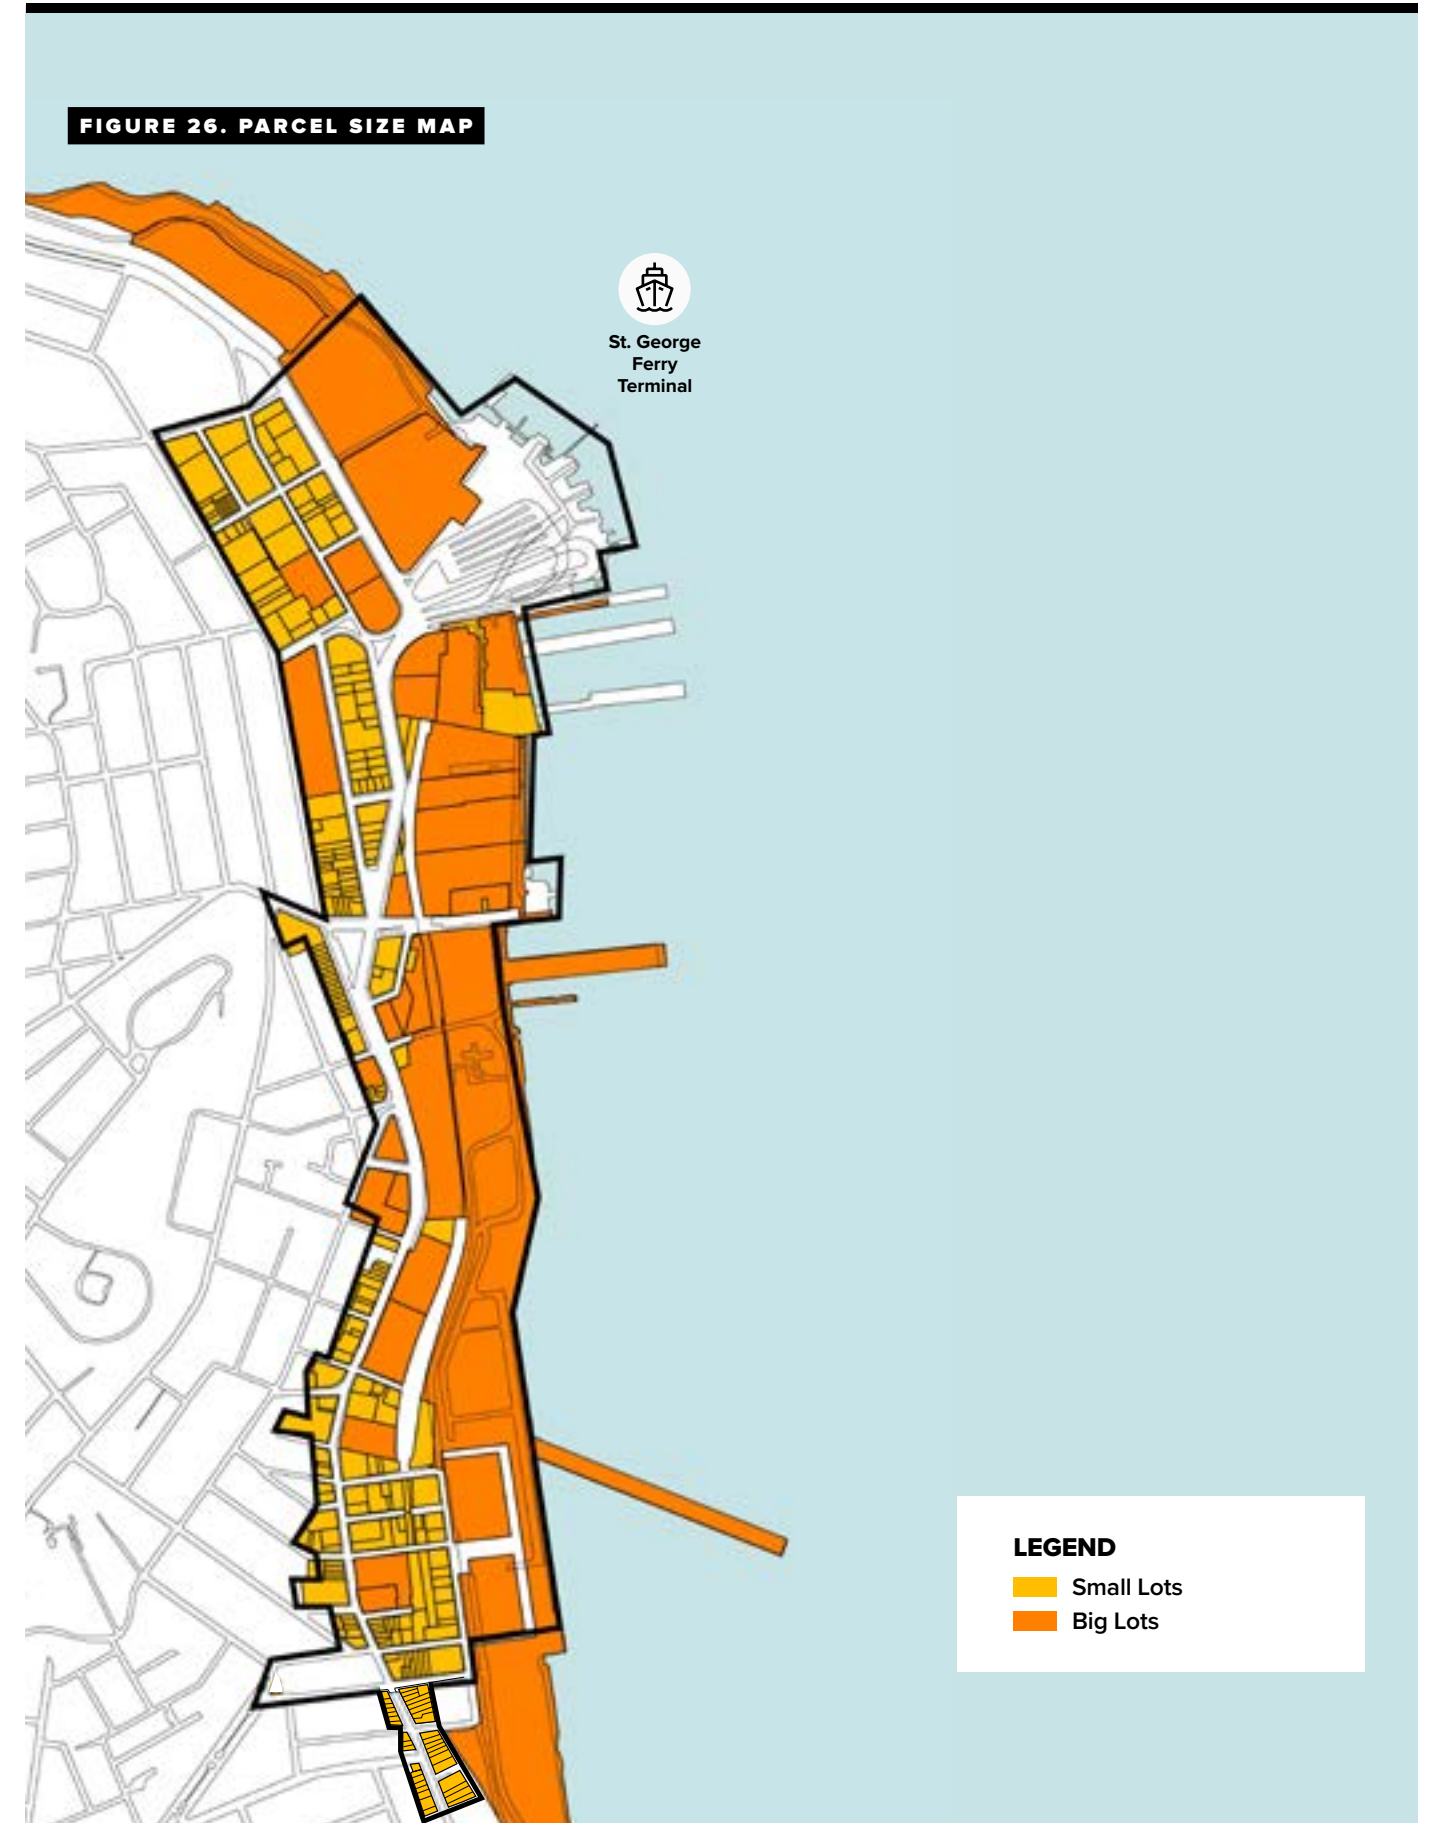 FIGURE 26. PARCEL SIZE MAP
St. George
Ferry
Terminal
LEGEND
Small Lots
Big Lots